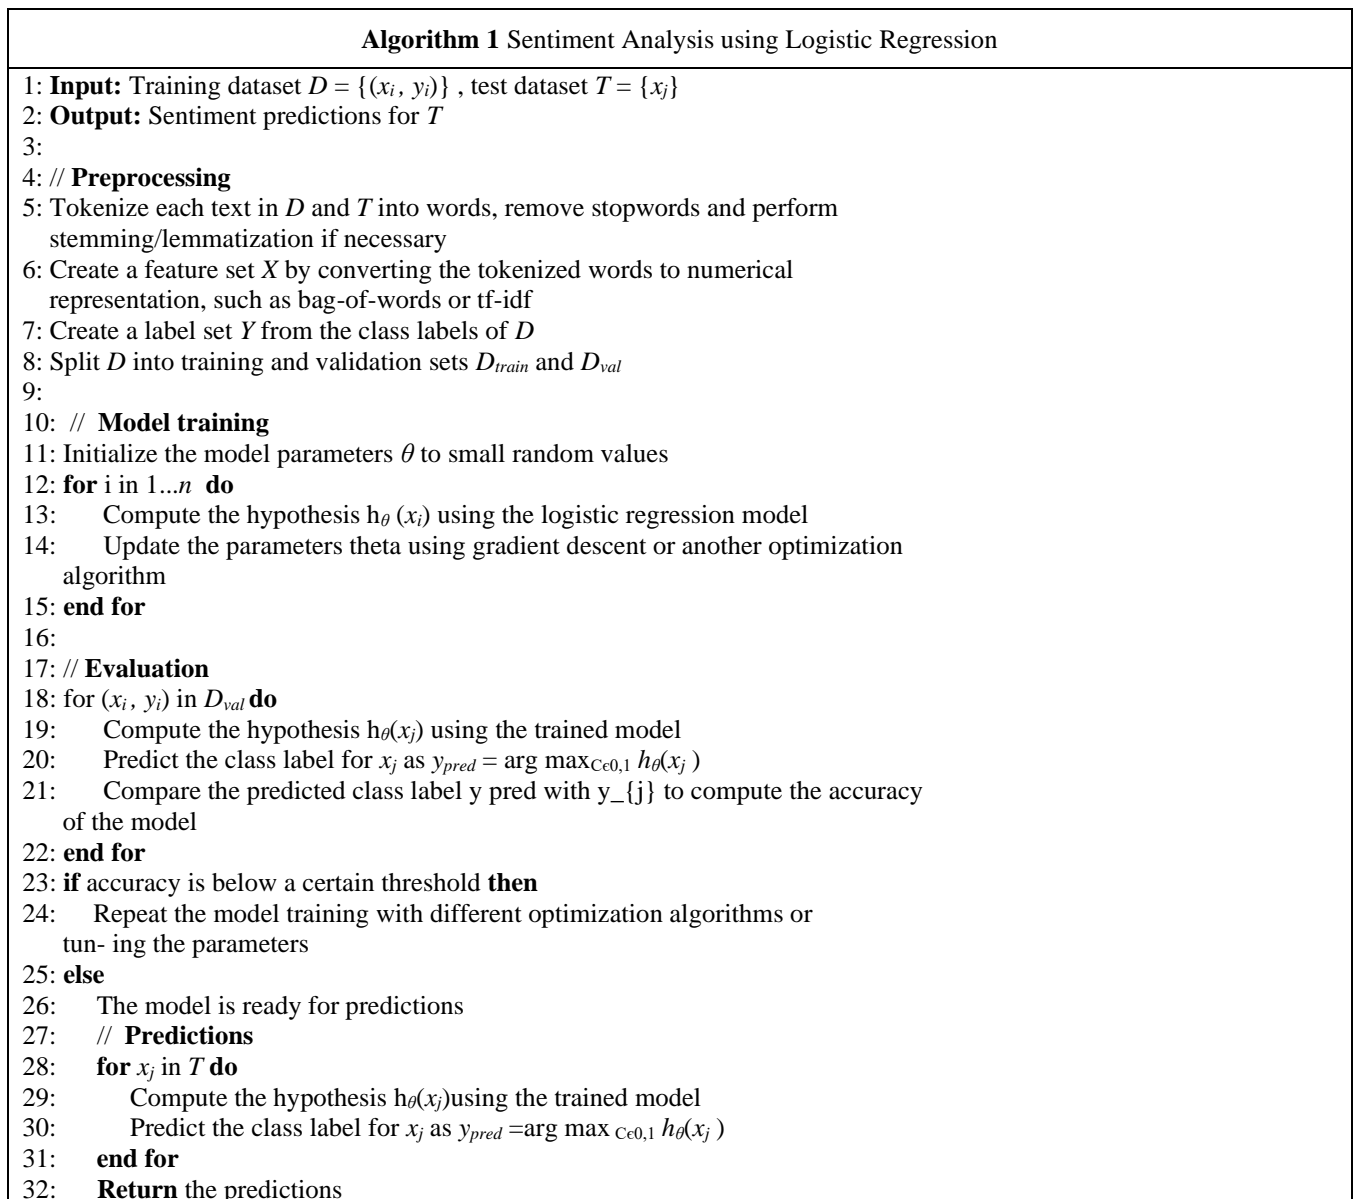 Algorithm 1 Sentiment Analysis using Logistic Regression
1: Input: Training dataset D = {(xi, yi)} , test dataset T = {xj}
2: Output: Sentiment predictions for T
3:
4: // Preprocessing
5: Tokenize each text in D and T into words, remove stopwords and perform
stemming/lemmatization if necessary
6: Create a feature set X by converting the tokenized words to numerical
representation, such as bag-of-words or tf-idf
7: Create a label set Y from the class labels of D
8: Split D into training and validation sets Dtrain and Dval
9:
10: // Model training
11: Initialize the model parameters θ to small random values
12: for i in 1...n do
13: Compute the hypothesis hθ (xi) using the logistic regression model
14: Update the parameters theta using gradient descent or another optimization
algorithm
15: end for
16:
17: // Evaluation
18: for (xi, yi) in Dval do
19: Compute the hypothesis hθ(xj) using the trained model
20: Predict the class label for xj as ypred = arg maxCϵ0,1 hθ(xj )
21: Compare the predicted class label y pred with y_{j} to compute the accuracy
of the model
22: end for
23: if accuracy is below a certain threshold then
24: Repeat the model training with different optimization algorithms or
tun- ing the parameters
25: else
26: The model is ready for predictions
27: // Predictions
28: for xj in T do
29: Compute the hypothesis hθ(xj)using the trained model
30: Predict the class label for xj as ypred =arg max Cϵ0,1 hθ(xj )
31: end for
32: Return the predictions